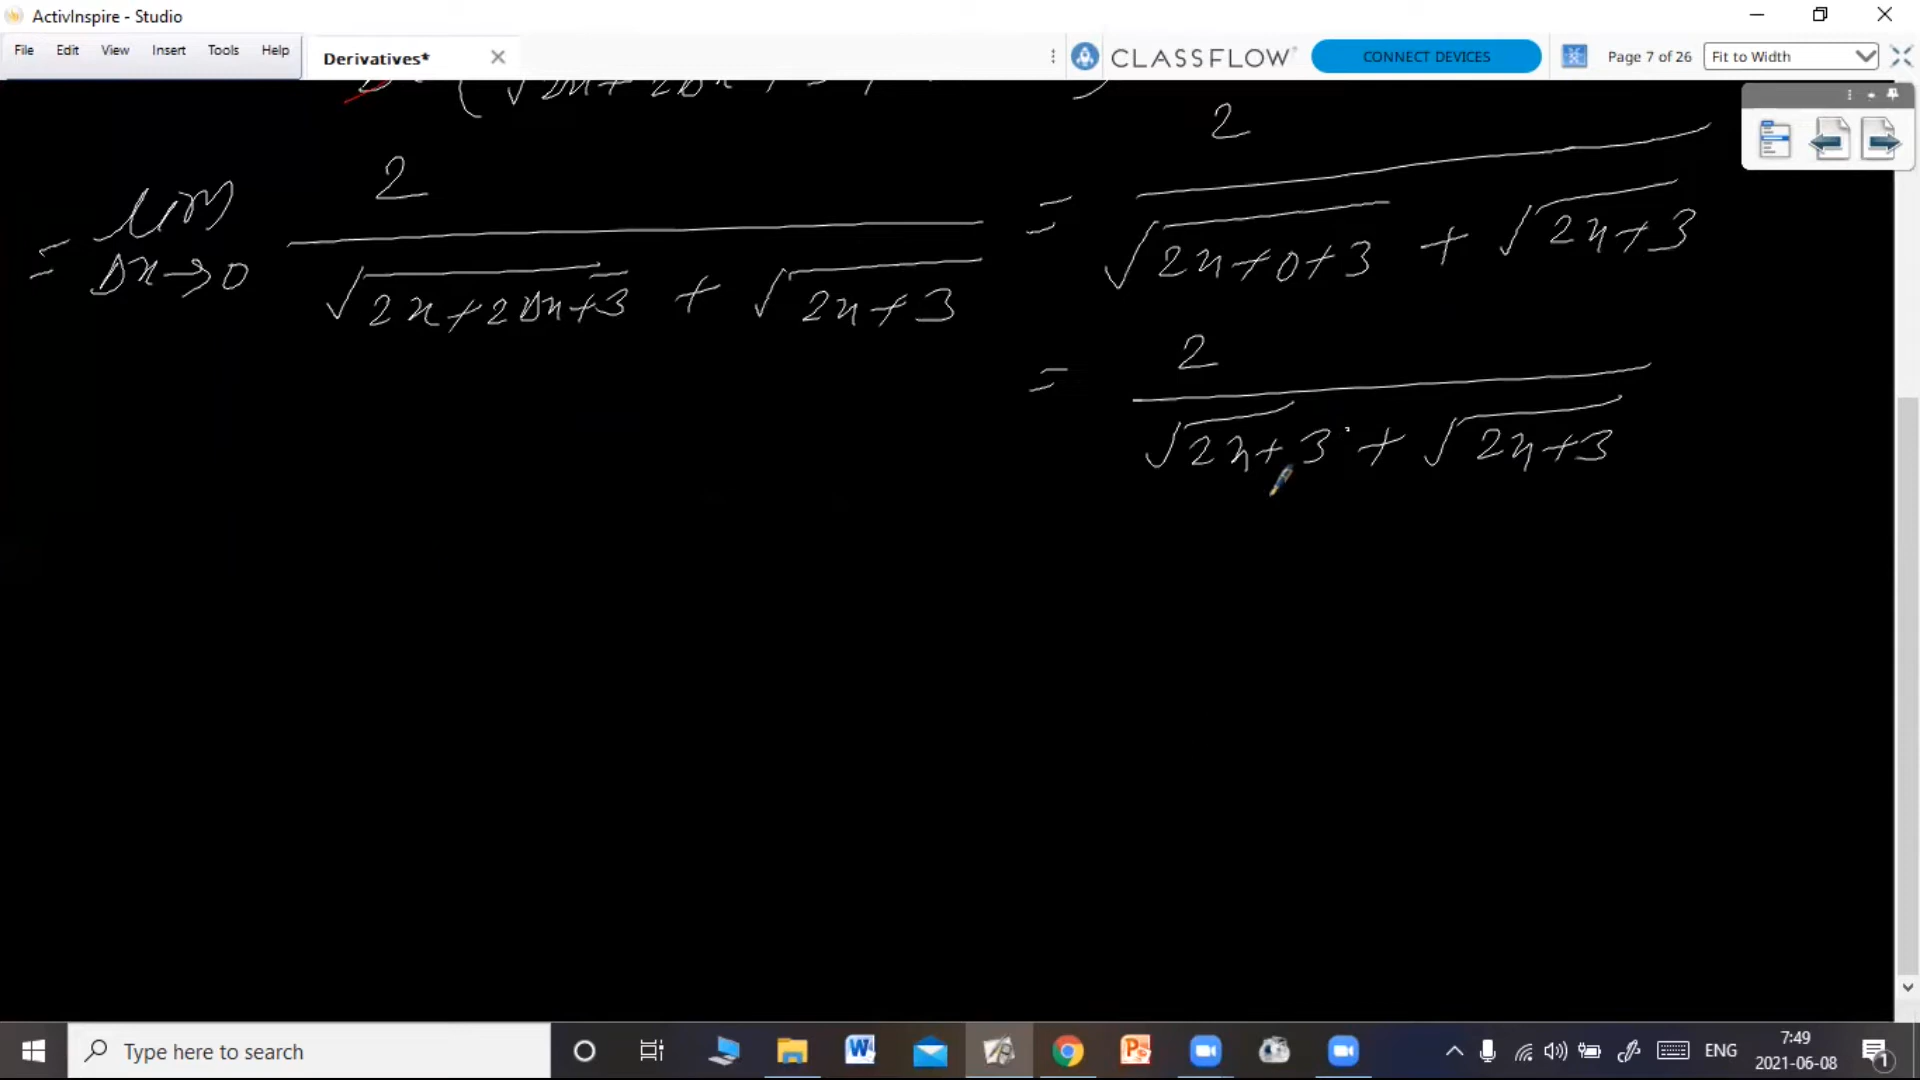 ActivInspire - Studio
File Edit View Insert Tools Help
Derivatives*
CLASSFLOW
CONNECT DEVICES
Page 7 of 26
Fit to Width
= lim Δx→0 2 / (√(2x+2Δx+3) + √(2x+3)) = 2 / (√(2x+0+3) + √(2x+3))
= 2 / (√(2x+3) + √(2x+3))
Type here to search
ENG
7:49
2021-06-08
1